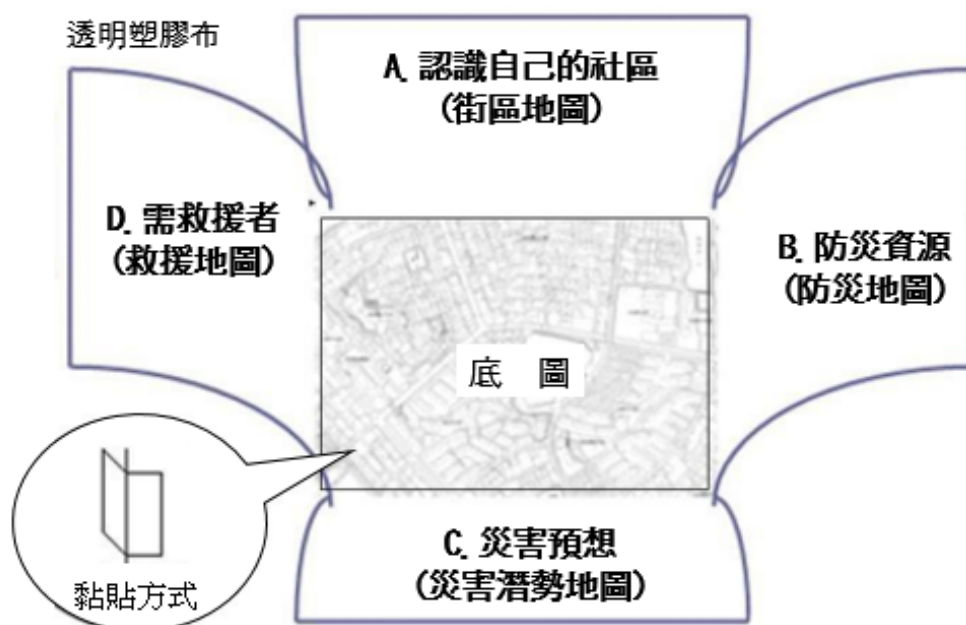 透明塑膠布
A. 認識自己的社區
(街區地圖)
D. 需救援者
(救援地圖)
B. 防災資源
(防災地圖)
底 圖
C. 災害預想
(災害潛勢地圖)
黏貼方式